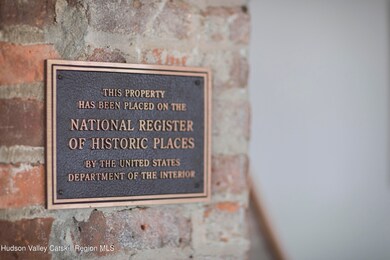 THIS PROPERTY
HAS BEEN PLACED ON THE
NATIONAL REGISTER
OF HISTORIC PLACES
BY THE UNITED STATES
DEPARTMENT OF THE INTERIOR
Hudson Valley Catskill Region MLS